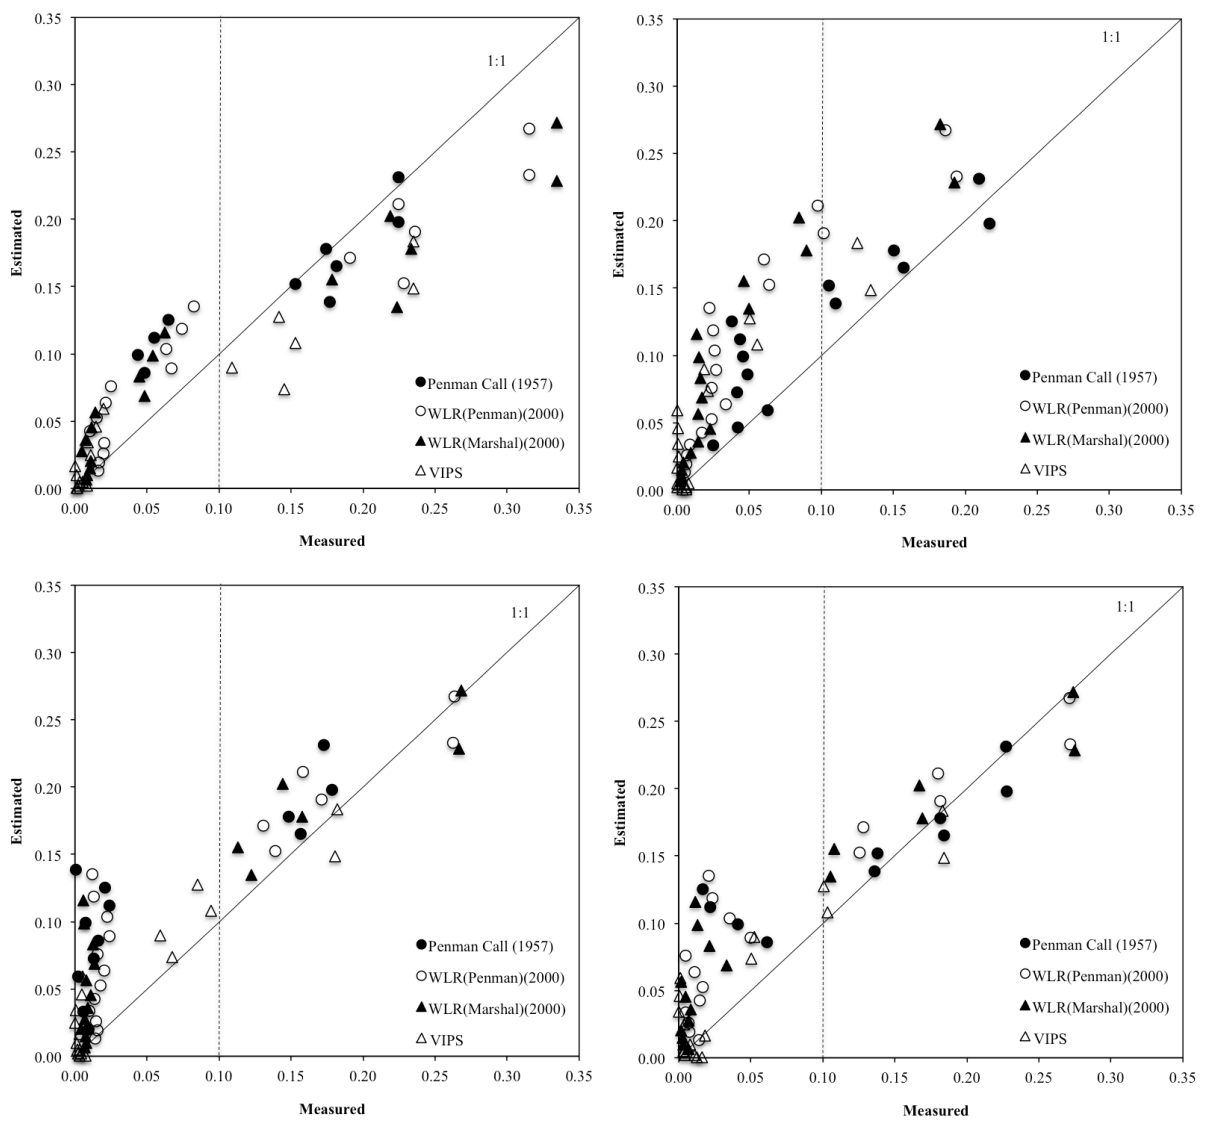 0.35
1:1
0.30
0.25
0.20
Estimated
0.15
0.10
Penman Call (1957)
WLR(Penman)(2000)
0.05
WLR(Marshal)(2000)
VIPS
0.00
0.00 0.05 0.10 0.15 0.20 0.25 0.30 0.35
Measured
0.35
1:1
0.30
0.25
0.20
Estimated
0.15
0.10
Penman Call (1957)
WLR(Penman)(2000)
0.05
WLR(Marshal)(2000)
VIPS
0.00
0.00 0.05 0.10 0.15 0.20 0.25 0.30 0.35
Measured
0.35
1:1
0.30
0.25
0.20
Estimated
0.15
0.10
Penman Call (1957)
WLR(Penman)(2000)
0.05
WLR(Marshal)(2000)
VIPS
0.00
0.00 0.05 0.10 0.15 0.20 0.25 0.30 0.35
Measured
0.35
1:1
0.30
0.25
0.20
Estimated
0.15
0.10
Penman Call (1957)
WLR(Penman)(2000)
0.05
WLR(Marshal)(2000)
VIPS
0.00
0.00 0.05 0.10 0.15 0.20 0.25 0.30 0.35
Measured